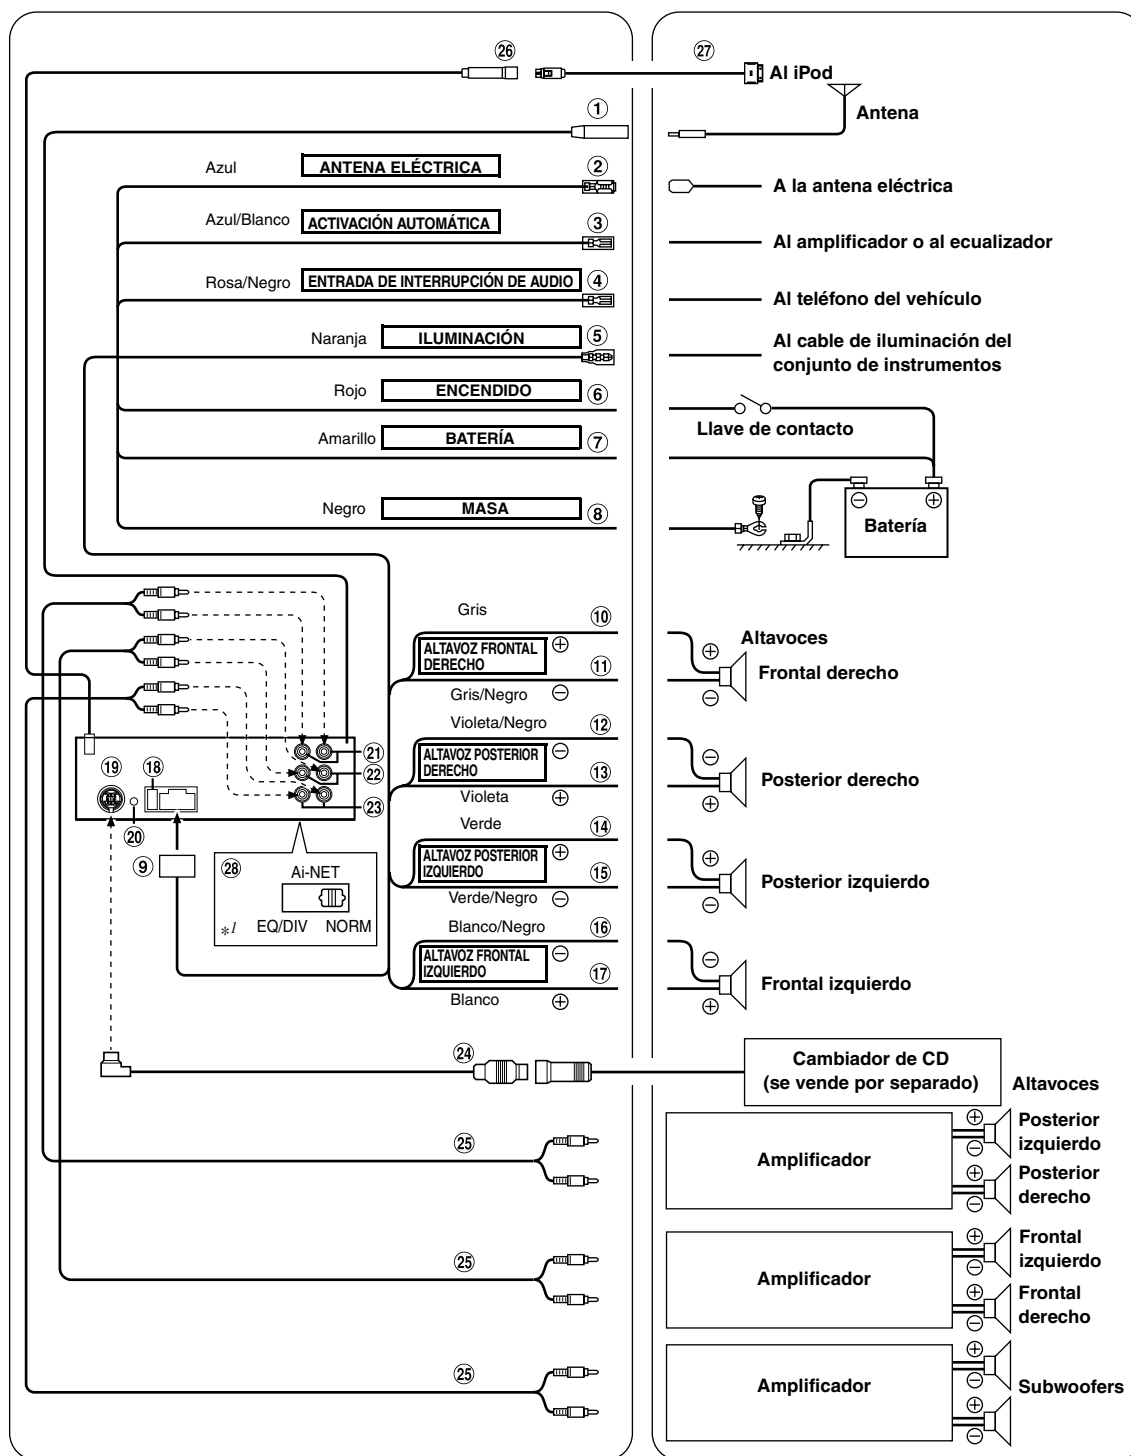 26
27
Al iPod
1
Antena
Azul
ANTENA ELÉCTRICA
2
A la antena eléctrica
Azul/Blanco
ACTIVACIÓN AUTOMÁTICA
3
Al amplificador o al ecualizador
Rosa/Negro
ENTRADA DE INTERRUPCIÓN DE AUDIO
4
Al teléfono del vehículo
Naranja
ILUMINACIÓN
5
Al cable de iluminación del
conjunto de instrumentos
Rojo
ENCENDIDO
6
Llave de contacto
Amarillo
BATERÍA
7
Negro
MASA
8
⊖ ⊕
Batería
Gris
10
ALTAVOZ FRONTAL
DERECHO
⊕
11
Gris/Negro
⊖
Altavoces
⊕
Frontal derecho
⊖
Violeta/Negro
12
ALTAVOZ POSTERIOR
DERECHO
⊖
13
Violeta
⊕
⊖
Posterior derecho
⊕
21
22
23
19
18
20
9
28
Ai-NET
*1
EQ/DIV NORM
Verde
14
ALTAVOZ POSTERIOR
IZQUIERDO
⊕
15
Verde/Negro
⊖
⊕
Posterior izquierdo
⊖
Blanco/Negro
16
ALTAVOZ FRONTAL
IZQUIERDO
⊖
17
Blanco
⊕
⊖
Frontal izquierdo
⊕
24
Cambiador de CD
(se vende por separado)
Altavoces
25
Amplificador
⊕
⊖
Posterior
izquierdo
⊕
⊖
Posterior
derecho
25
Amplificador
⊕
⊖
Frontal
izquierdo
⊕
⊖
Frontal
derecho
25
Amplificador
⊕
⊖
Subwoofers
⊕
⊖